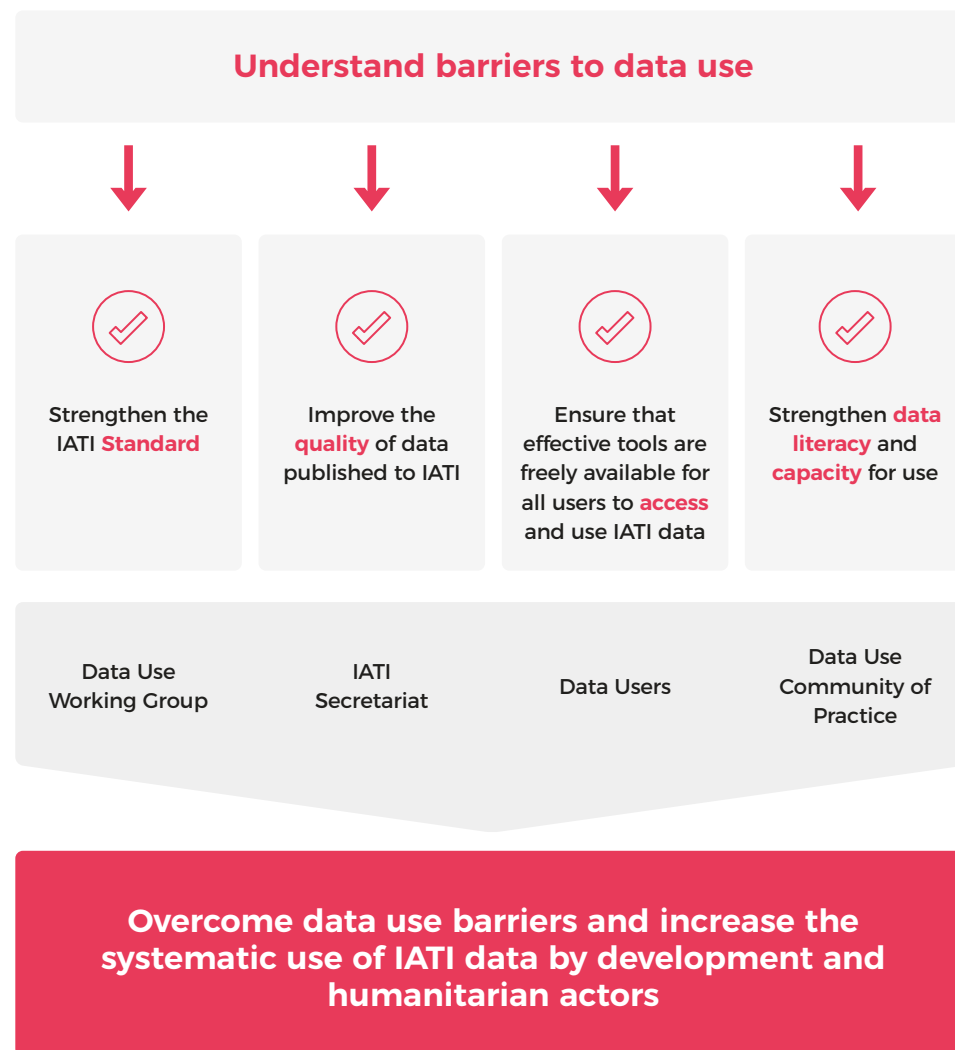 Understand barriers to data use
Strengthen the
IATI Standard
Improve the
quality of data
published to IATI
Ensure that
effective tools are
freely available for
all users to access
and use IATI data
Strengthen data
literacy and
capacity for use
Data Use
Working Group
IATI
Secretariat
Data Users
Data Use
Community of
Practice
Overcome data use barriers and increase the
systematic use of IATI data by development and
humanitarian actors